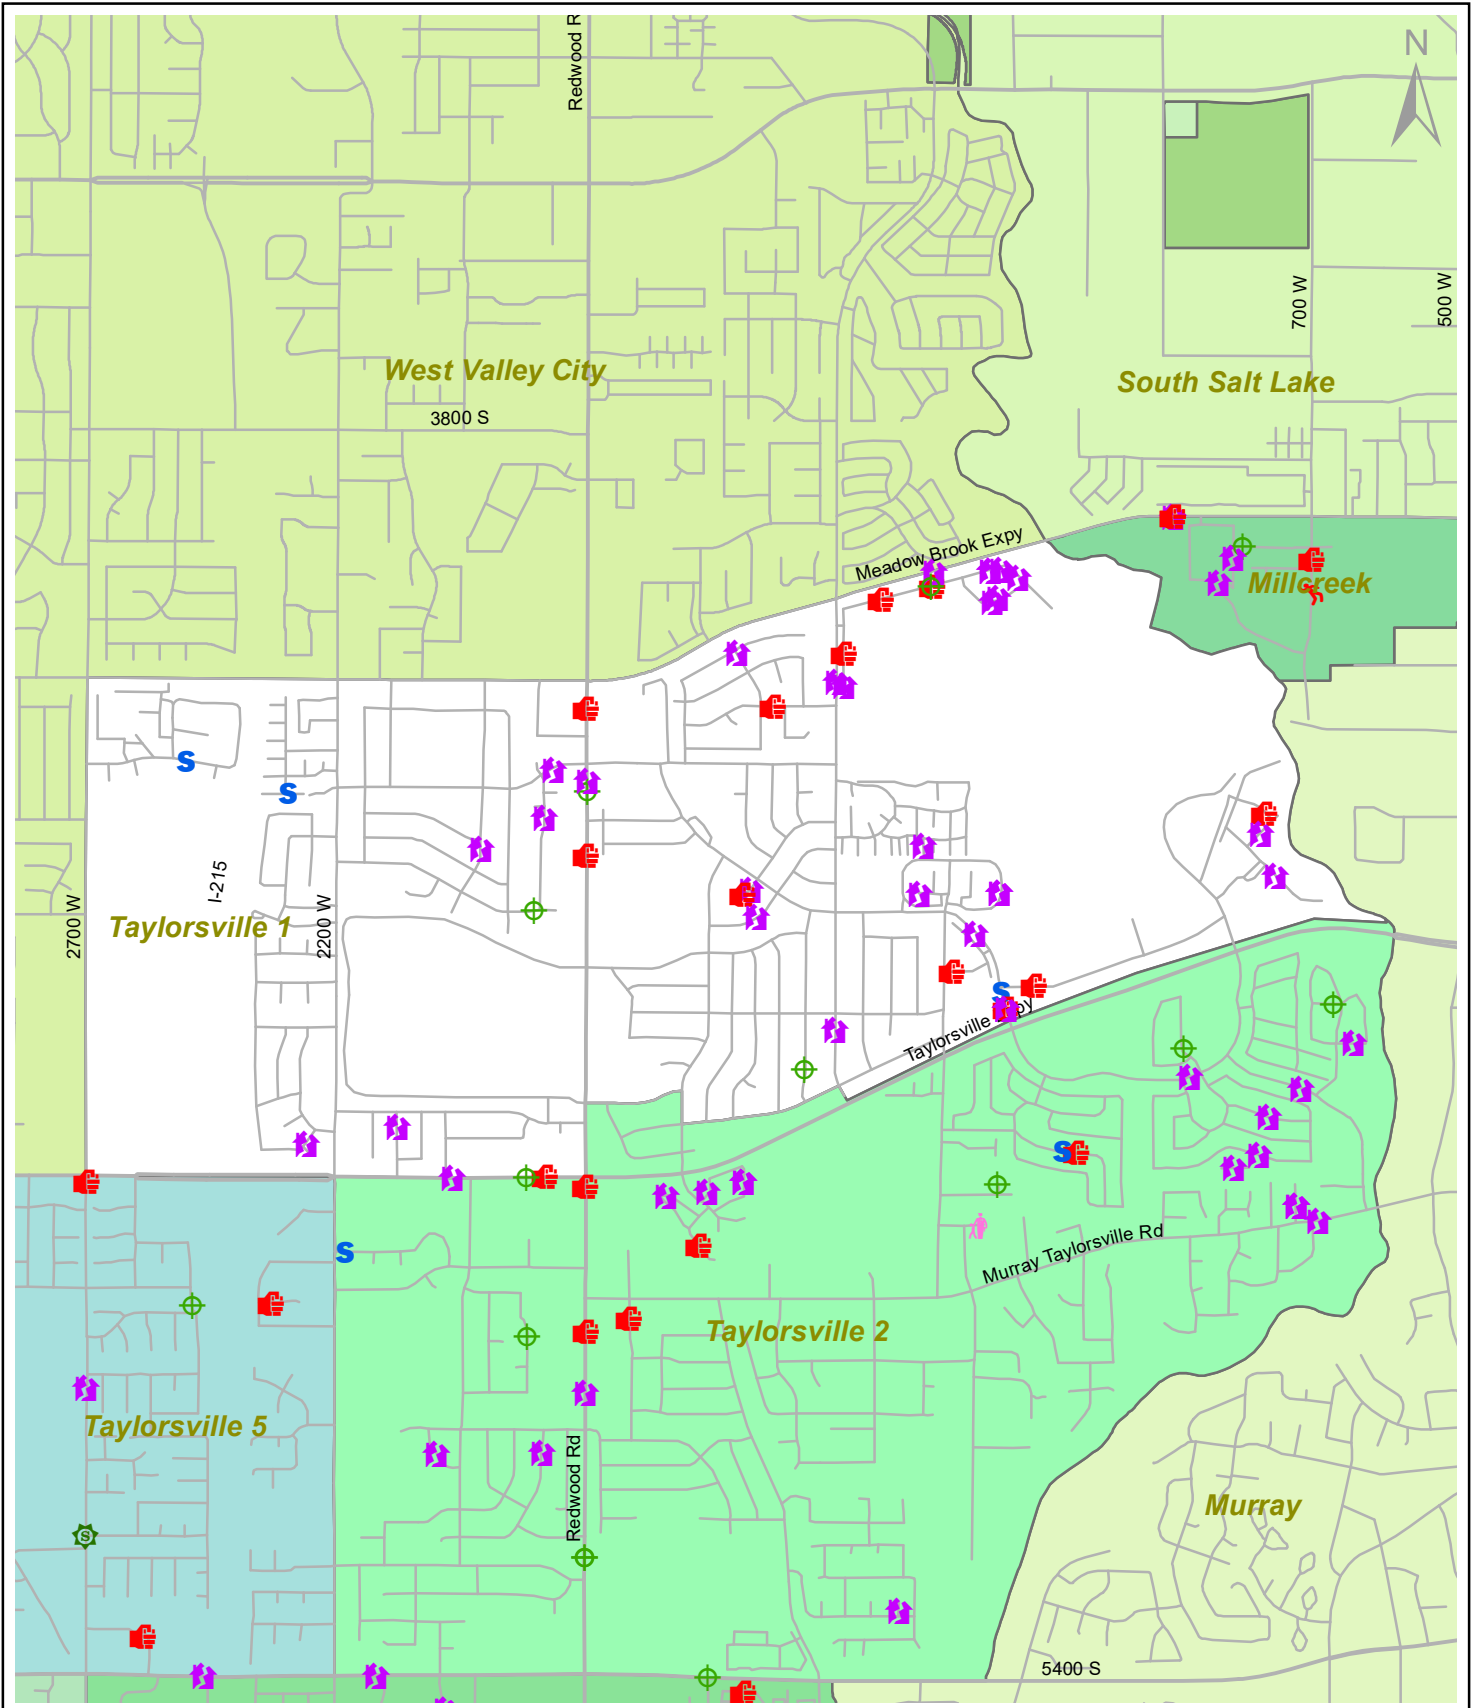 Redwood R
N
700 W
500 W
West Valley City
South Salt Lake
3800 S
Meadow Brook Expy
Millcreek
S
S
I-215
2700 W
Taylorsville 1
2200 W
S
Taylorsville Expy
S
Murray Taylorsville Rd
S
Taylorsville 2
Taylorsville 5
Redwood Rd
Murray
S
5400 S